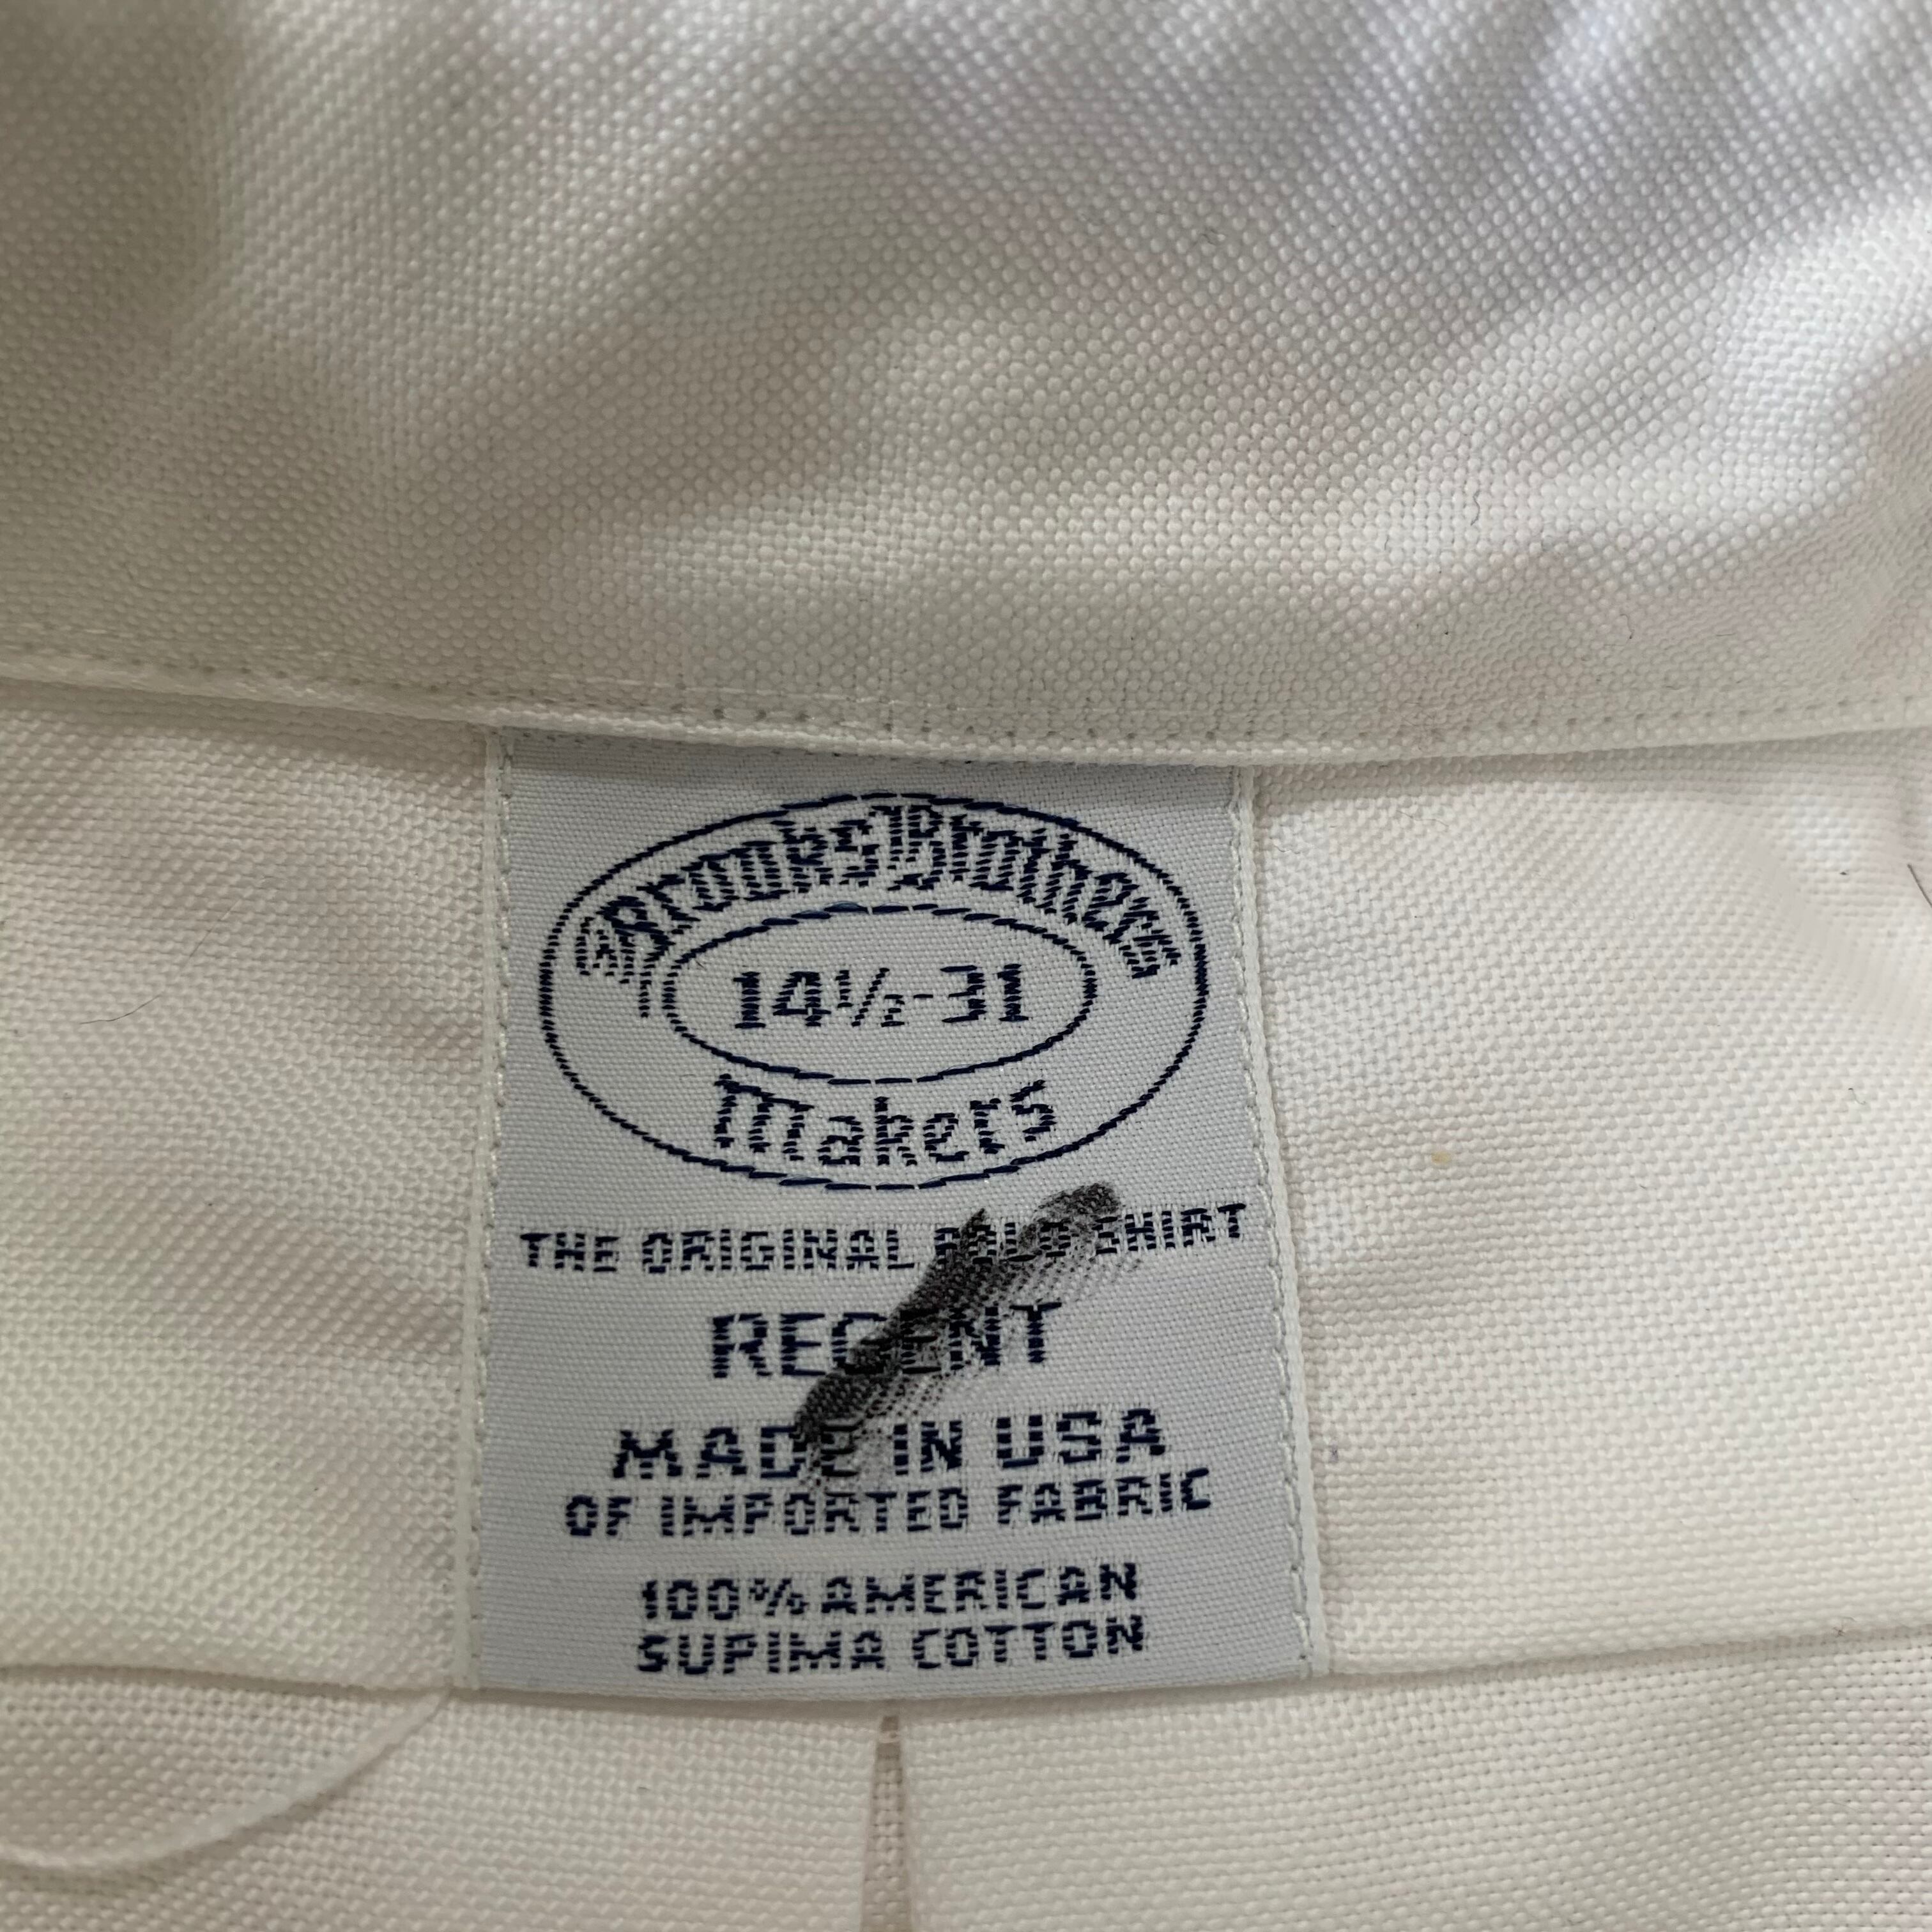 Brooks Brothers
14½-31
Makers
THE ORIGINAL POLO SHIRT
REGENT
MADE IN USA
OF IMPORTED FABRIC
100% AMERICAN
SUPIMA COTTON